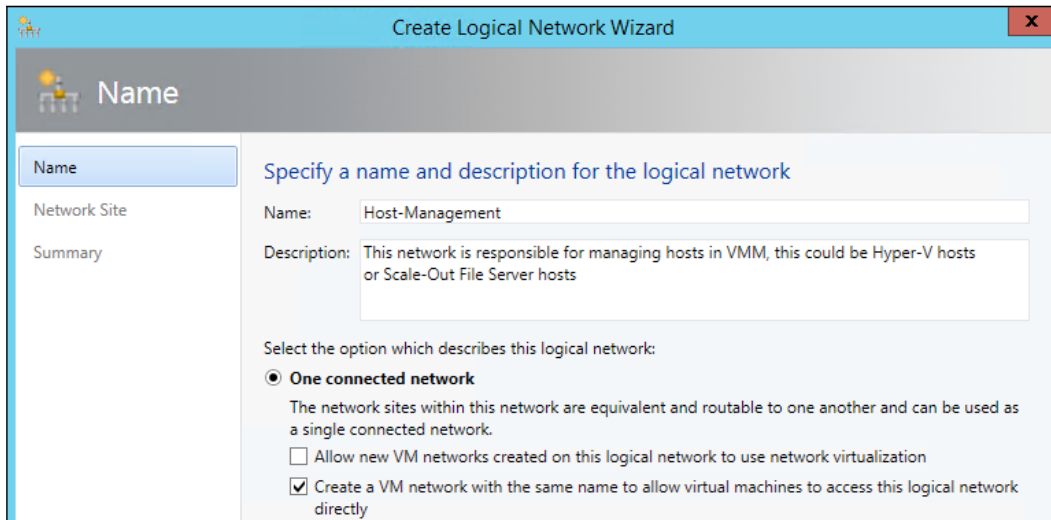 Create Logical Network Wizard
x
Name
Name
Network Site
Summary
Specify a name and description for the logical network
Name: Host-Management
Description: This network is responsible for managing hosts in VMM, this could be Hyper-V hosts
or Scale-Out File Server hosts
Select the option which describes this logical network:
One connected network
The network sites within this network are equivalent and routable to one another and can be used as
a single connected network.
Allow new VM networks created on this logical network to use network virtualization
Create a VM network with the same name to allow virtual machines to access this logical network
directly